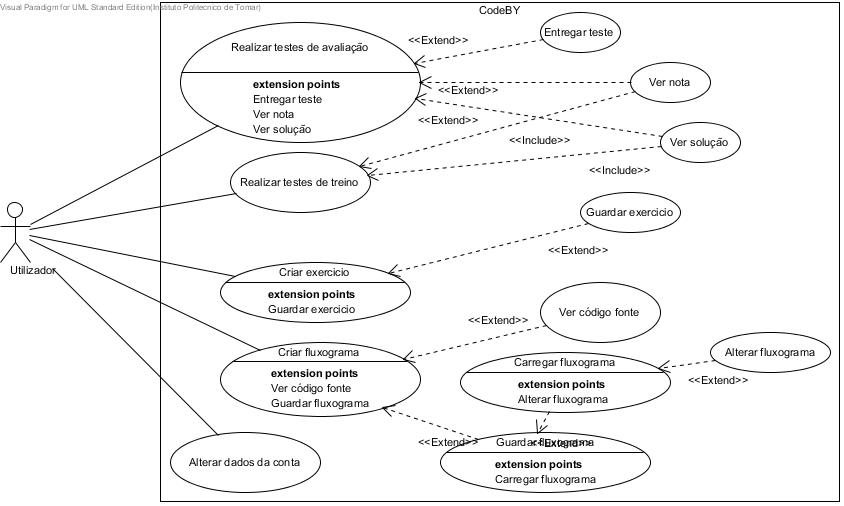 Visual Paradigm for UML Standard Edition(Instituto Politecnico de Tomar)
CodeBY
Realizar testes de avaliação
extension points
Entregar teste
Ver nota
Ver solução
<<Extend>>
Entregar teste
<<Extend>>
Ver nota
<<Extend>>
<<Include>>
Ver solução
<<Include>>
Realizar testes de treino
Guardar exercicio
<<Extend>>
Utilizador
Criar exercicio
extension points
Guardar exercicio
<<Extend>>
Ver código fonte
Criar fluxograma
extension points
Ver código fonte
Guardar fluxograma
Carregar fluxograma
extension points
Alterar fluxograma
Alterar fluxograma
<<Extend>>
<<Extend>>
Guardar fluxograma
<<Extend>>
extension points
Carregar fluxograma
Alterar dados da conta